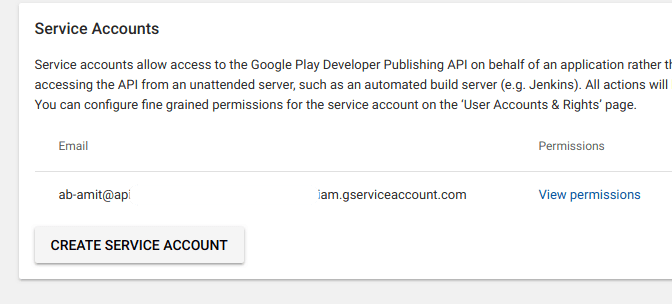 Service Accounts
Service accounts allow access to the Google Play Developer Publishing API on behalf of an application rather
accessing the API from an unattended server, such as an automated build server (e.g. Jenkins). All actions will
You can configure fine grained permissions for the service account on the 'User Accounts & Rights' page.
Email Permissions
ab-amit@api iam.gserviceaccount.com View permissions
CREATE SERVICE ACCOUNT